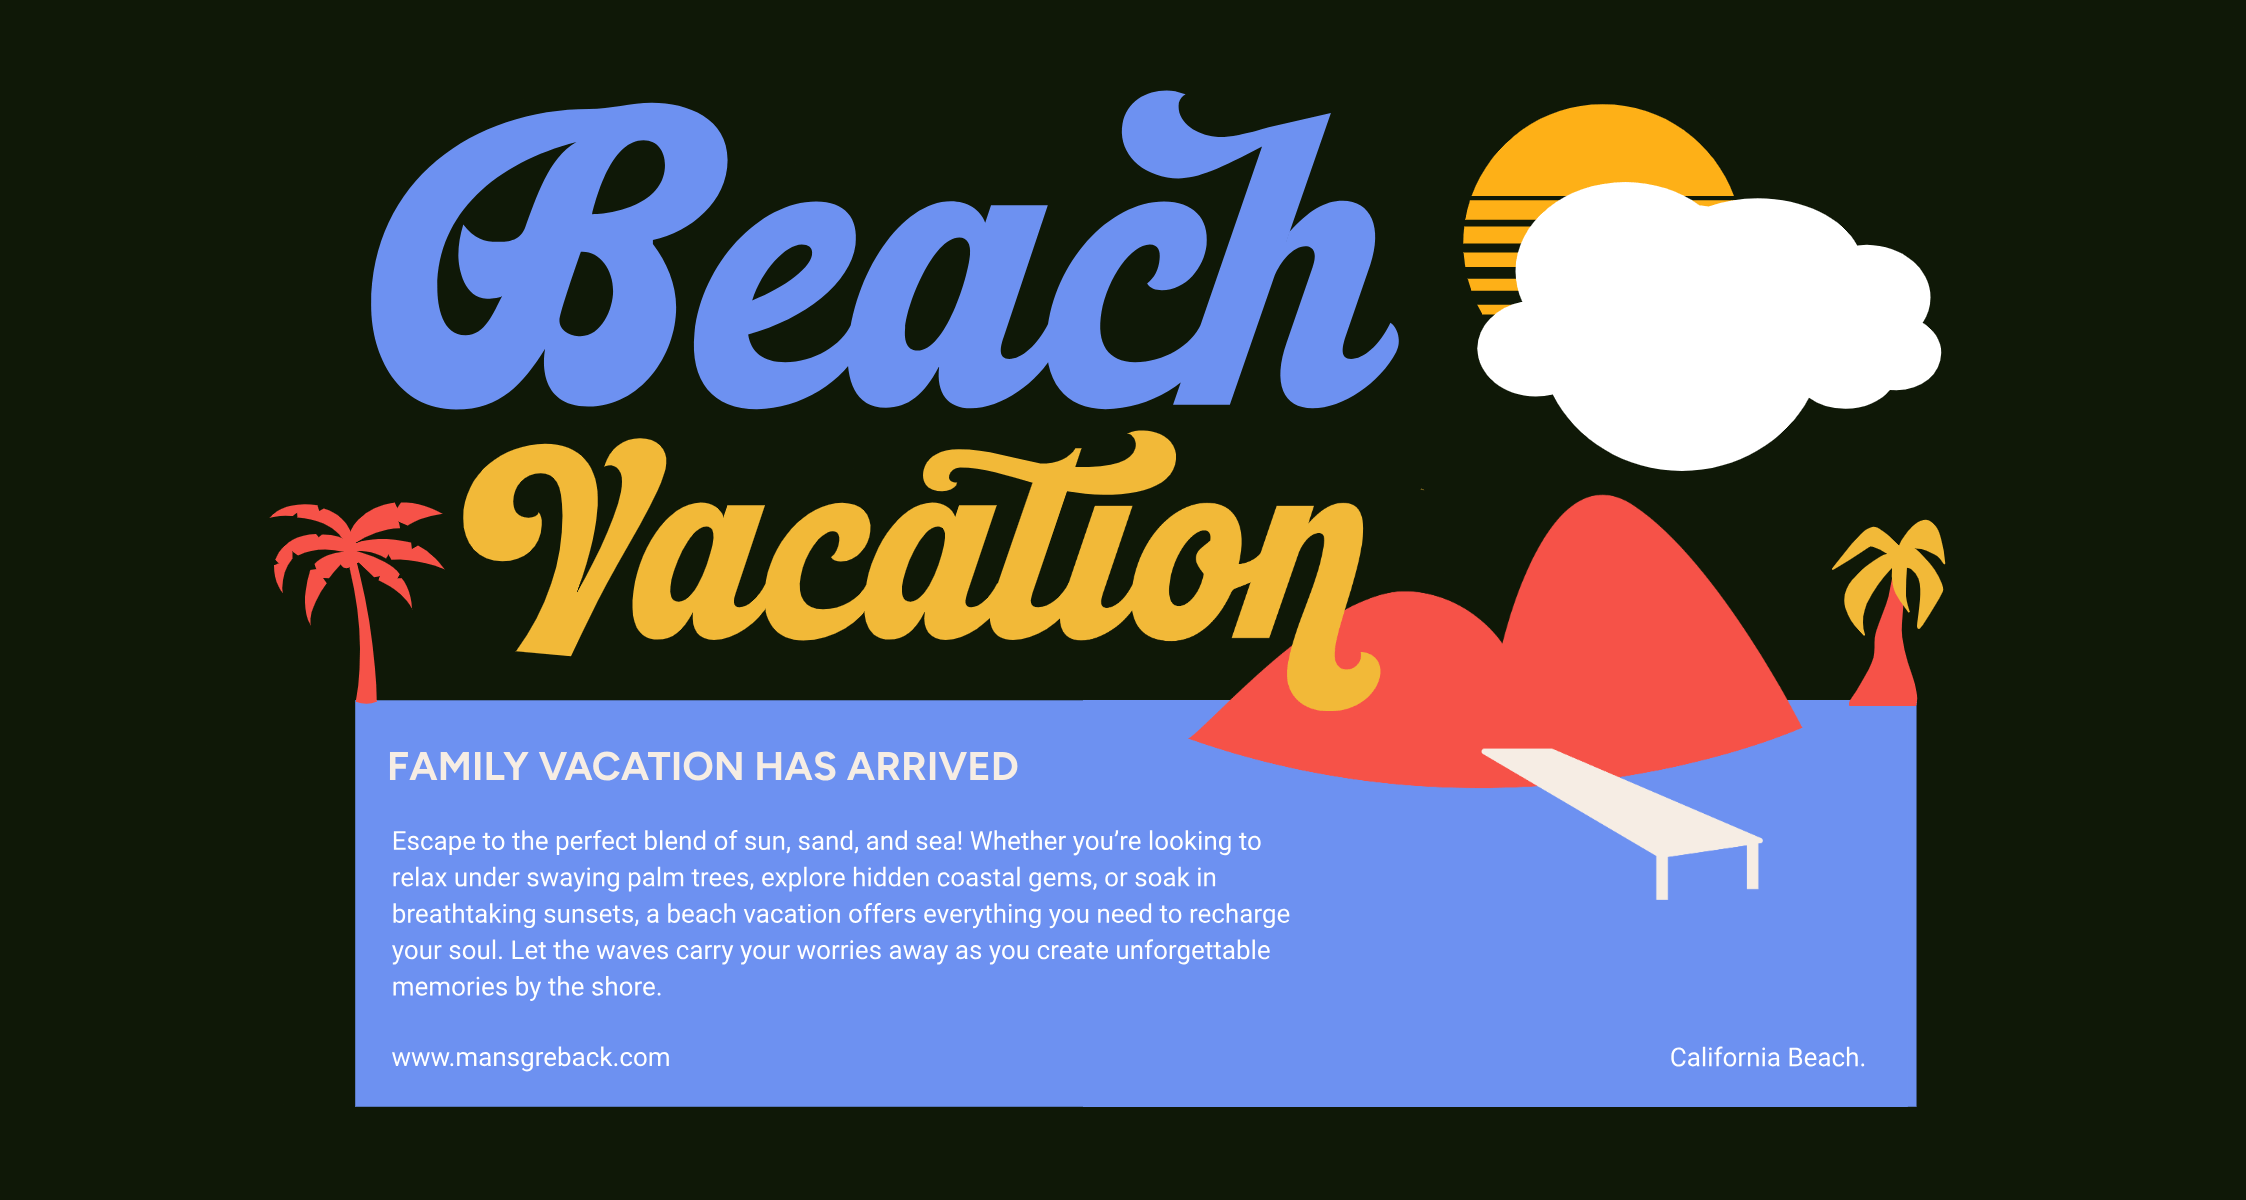 Beach
Vacation
FAMILY VACATION HAS ARRIVED
Escape to the perfect blend of sun, sand, and sea! Whether you’re looking to
relax under swaying palm trees, explore hidden coastal gems, or soak in
breathtaking sunsets, a beach vacation offers everything you need to recharge
your soul. Let the waves carry your worries away as you create unforgettable
memories by the shore.
www.mansgreback.com
California Beach.